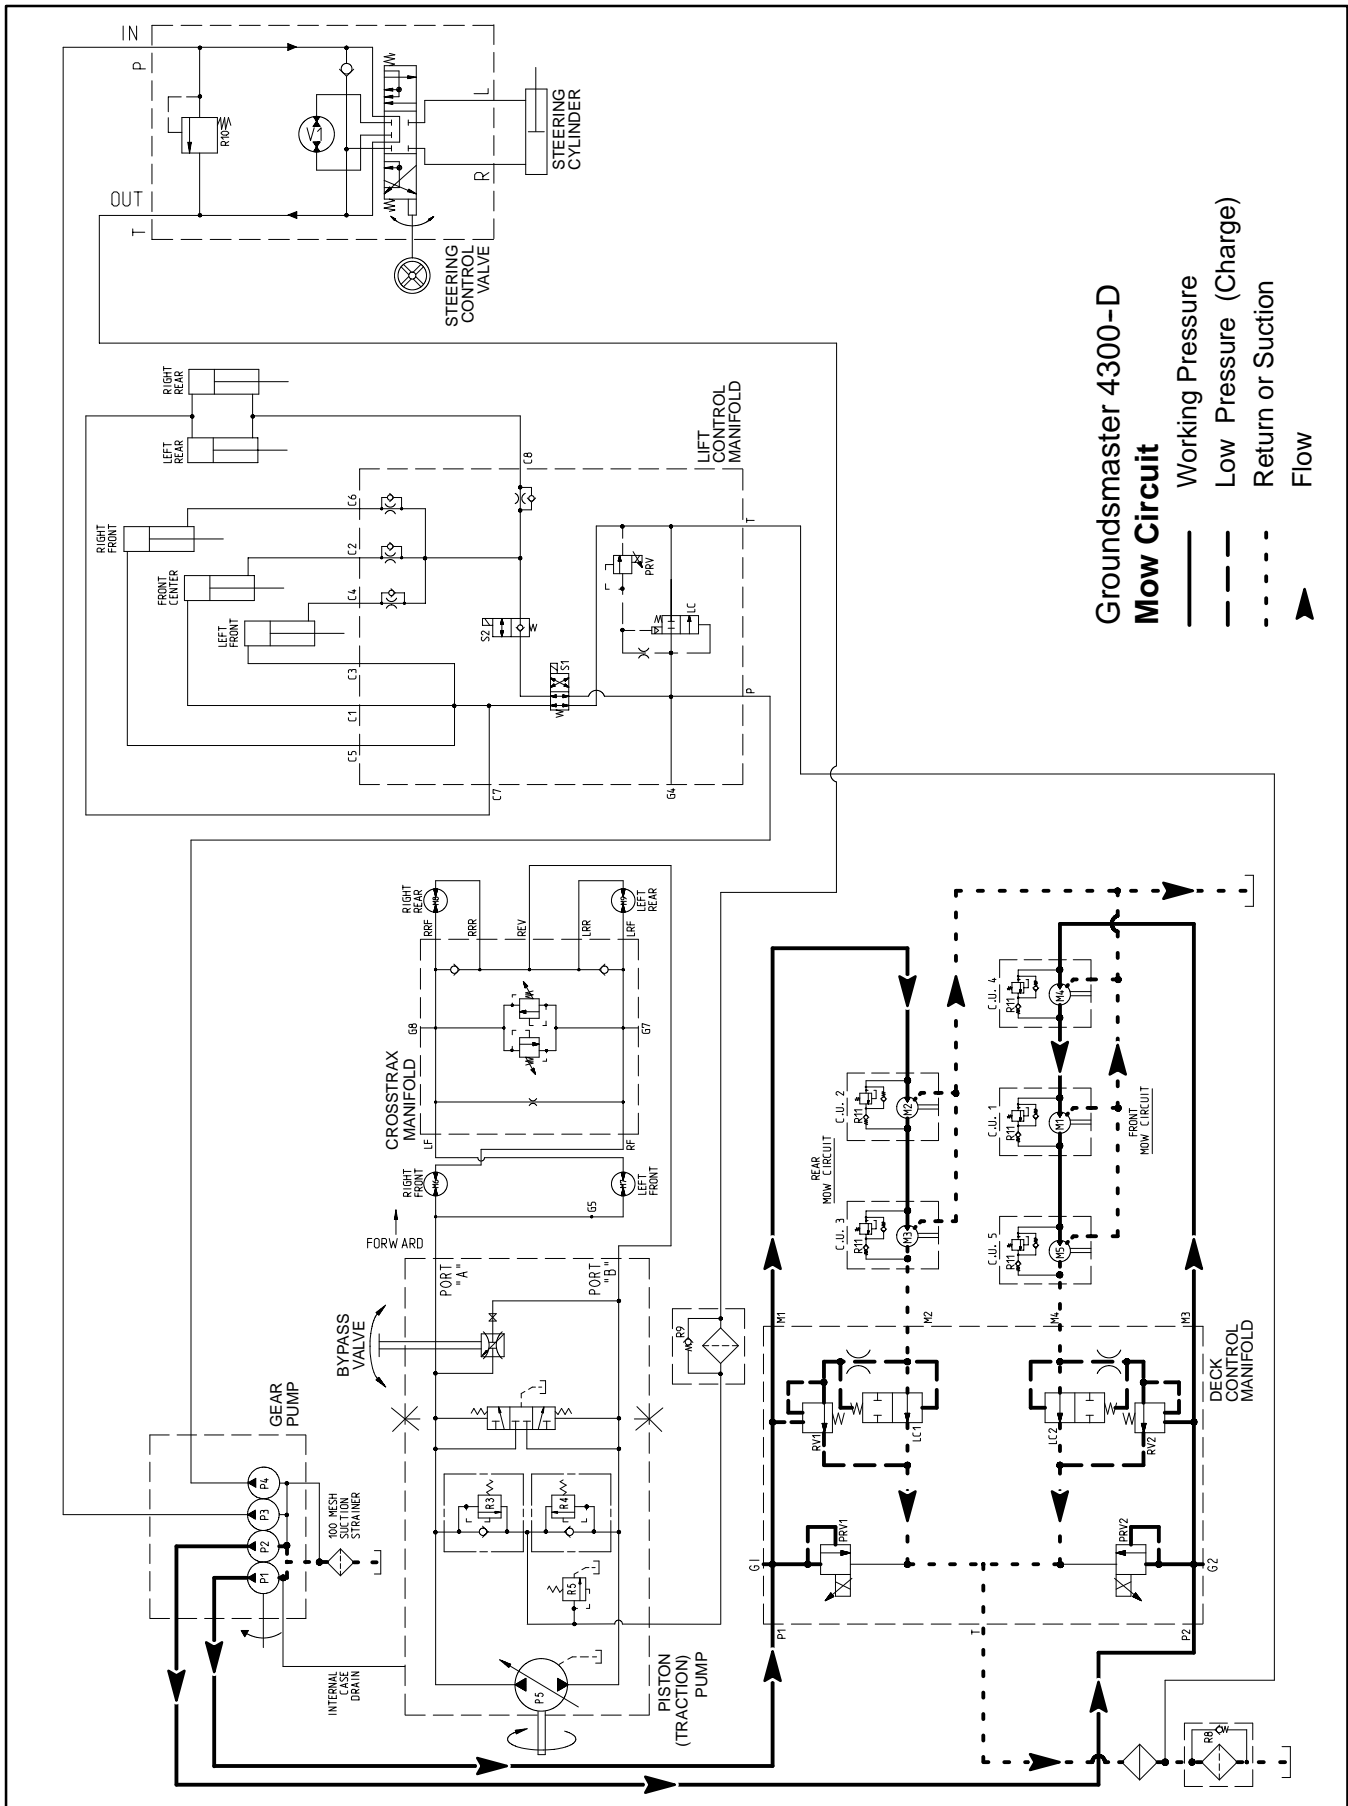 IN
P
OUT
T
R10
V1
L
R
STEERING
CYLINDER
STEERING
CONTROL
VALVE
RIGHT
REAR
LEFT
REAR
RIGHT
FRONT
FRONT
CENTER
LEFT
FRONT
C6
C2
C4
C3
C1
C5
C7
C8
S2
S1
PRV
LC
T
P
G4
LIFT
CONTROL
MANIFOLD
Groundsmaster 4300-D
Mow Circuit
Working Pressure
Low Pressure (Charge)
Return or Suction
Flow
RIGHT
REAR
M8
RRF
RRR
REV
LRR
LRF
M9
LEFT
REAR
G8
G7
CROSSTRAX
MANIFOLD
LF
RF
RIGHT
FRONT
M6
M7
LEFT
FRONT
G5
FORWARD
PORT
"A"
PORT
"B"
BYPASS
VALVE
GEAR
PUMP
P4
P3
P2
P1
100 MESH
SUCTION
STRAINER
INTERNAL
CASE
DRAIN
R3
R4
R5
P5
PISTON
(TRACTION)
PUMP
R9
C.U. 4
R11
M4
C.U. 2
R11
M2
C.U. 1
R11
M1
REAR
MOW CIRCUIT
FRONT
MOW CIRCUIT
C.U. 3
R11
M3
C.U. 5
R11
M5
M1
M2
M4
M3
DECK
CONTROL
MANIFOLD
RV1
LC1
LC2
RV2
PRV1
PRV2
G1
G2
P1
T
P2
R8